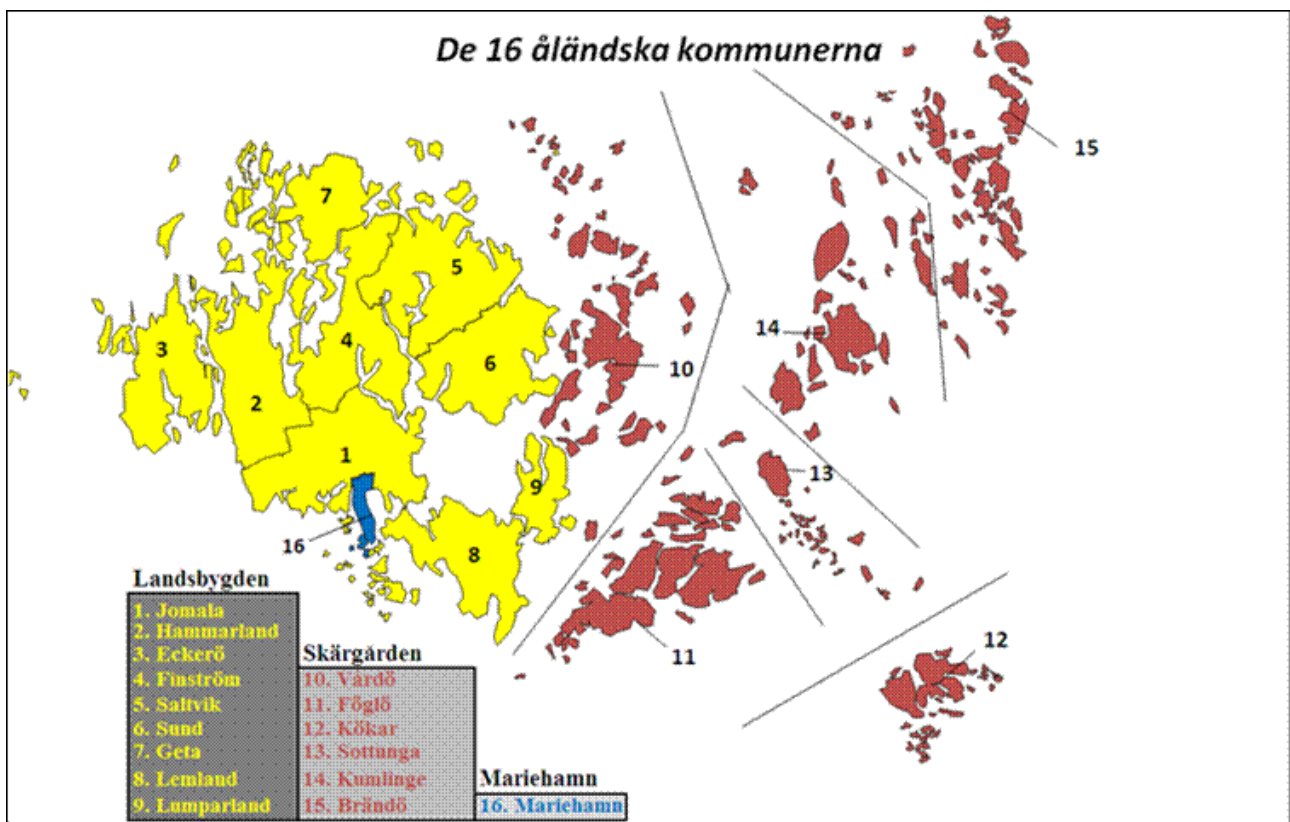 De 16 åländska kommunerna
15
7
5
14
3
4
6
10
2
1
13
9
16
8
12
11
Landsbygden
1. Jomala
2. Hammarland
3. Eckerö
4. Finström
5. Saltvik
6. Sund
7. Geta
8. Lemland
9. Lumparland
Skärgården
10. Vårdö
11. Föglö
12. Kökar
13. Sottunga
14. Kumlinge
15. Brändö
Mariehamn
16. Mariehamn